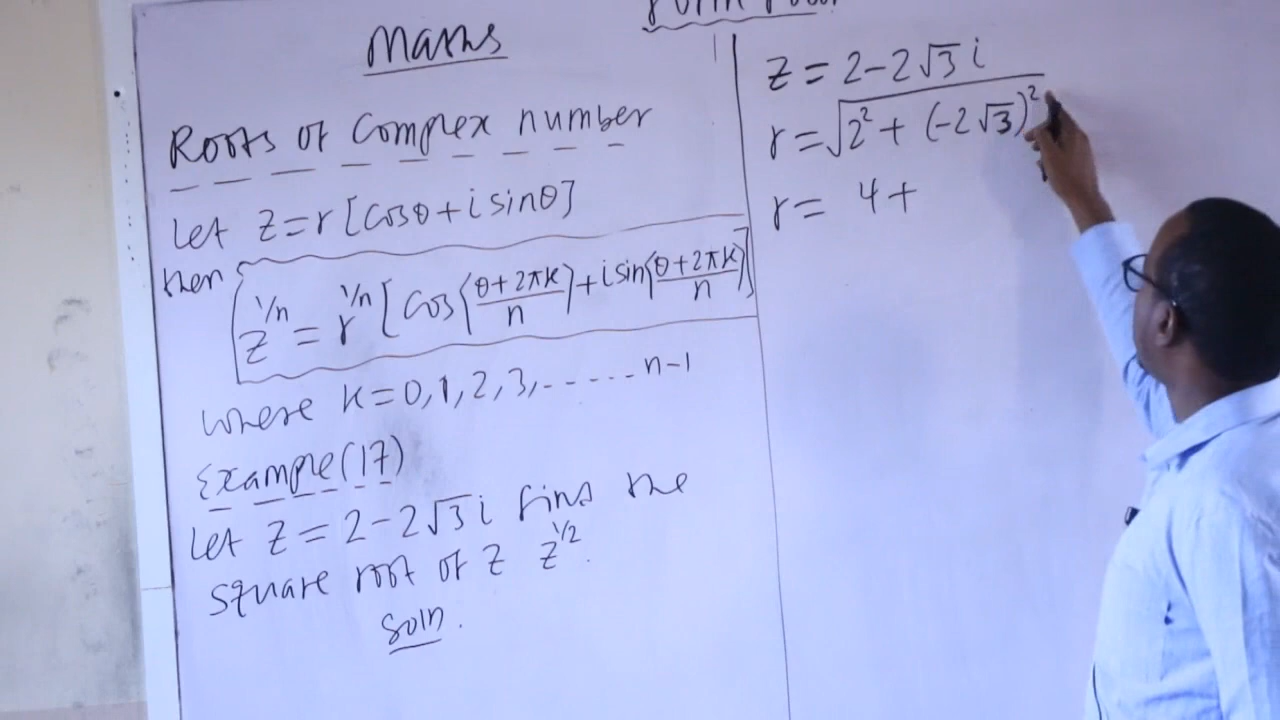 Maths
Roots of Complex number
Let z=r[cosθ+i sinθ]
then z^1/n = r^1/n [cos(θ+2πk/n)+i sin(θ+2πk/n)]
where k=0,1,2,3,......n-1
Example(17)
Let z=2-2√3i find the
square root of z z^1/2.
Soln.
z=2-2√3 i
r=√2²+(-2√3)²
r= 4+